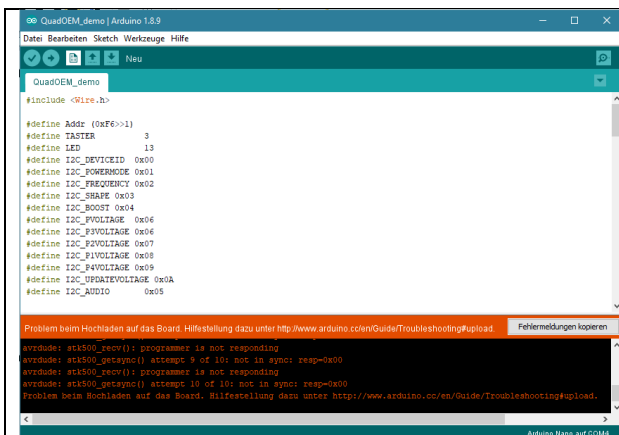 QuadOEM_demo | Arduino 1.8.9
Datei Bearbeiten Sketch Werkzeuge Hilfe
Neu
QuadOEM_demo
#include <Wire.h>
#define Addr (0xF6>>1)
#define TASTER 3
#define LED 13
#define I2C_DEVICEID 0x00
#define I2C_POWERMODE 0x01
#define I2C_FREQUENCY 0x02
#define I2C_SHAPE 0x03
#define I2C_BOOST 0x04
#define I2C_PVOLTAGE 0x06
#define I2C_P3VOLTAGE 0x06
#define I2C_P2VOLTAGE 0x07
#define I2C_P1VOLTAGE 0x08
#define I2C_P4VOLTAGE 0x09
#define I2C_UPDATEVOLTAGE 0x0A
#define I2C_AUDIO 0x05
Problem beim Hochladen auf das Board. Hilfestellung dazu unter http://www.arduino.cc/en/Guide/Troubleshooting#upload.
Fehlermeldungen kopieren
avrdude: stk500_recv(): programmer is not responding
avrdude: stk500_getsync() attempt 9 of 10: not in sync: resp=0x00
avrdude: stk500_recv(): programmer is not responding
avrdude: stk500_getsync() attempt 10 of 10: not in sync: resp=0x00
Problem beim Hochladen auf das Board. Hilfestellung dazu unter http://www.arduino.cc/en/Guide/Troubleshooting#upload.
Arduino Nano auf COM4